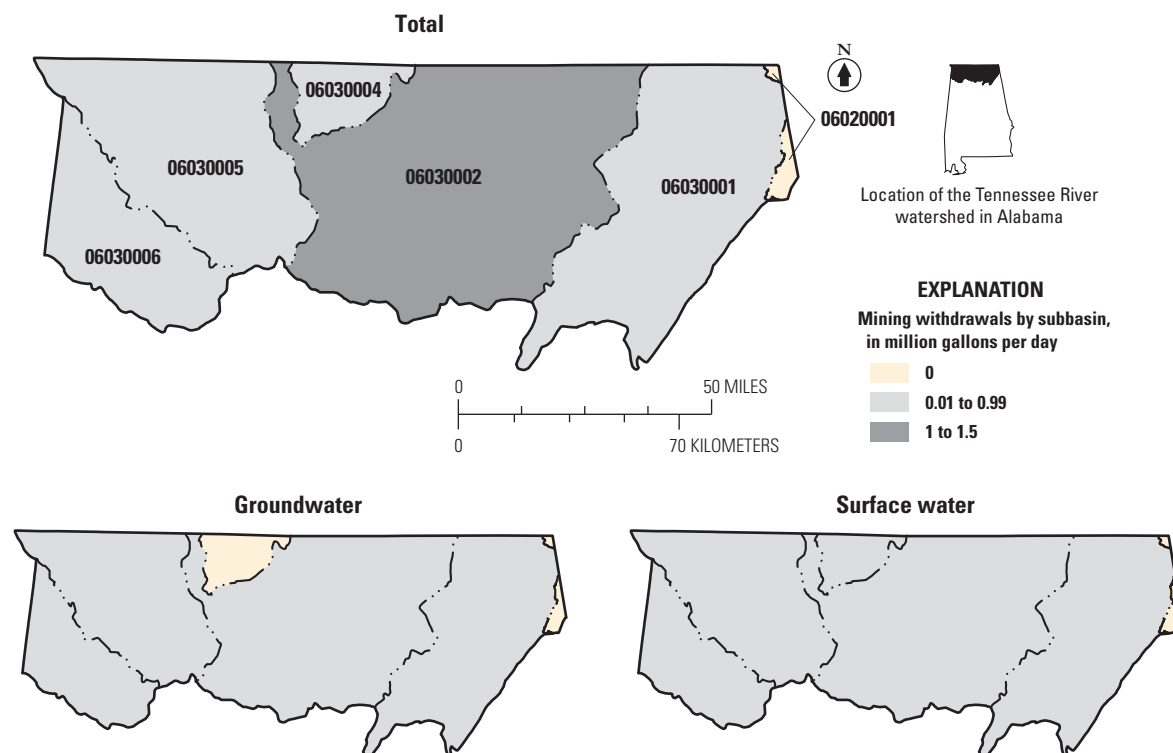 Total
N
06030004
06020001
06030005
06030002
06030001
06030006
Location of the Tennessee River
watershed in Alabama
EXPLANATION
Mining withdrawals by subbasin,
in million gallons per day
0
0.01 to 0.99
1 to 1.5
0
50 MILES
0
70 KILOMETERS
Groundwater
Surface water